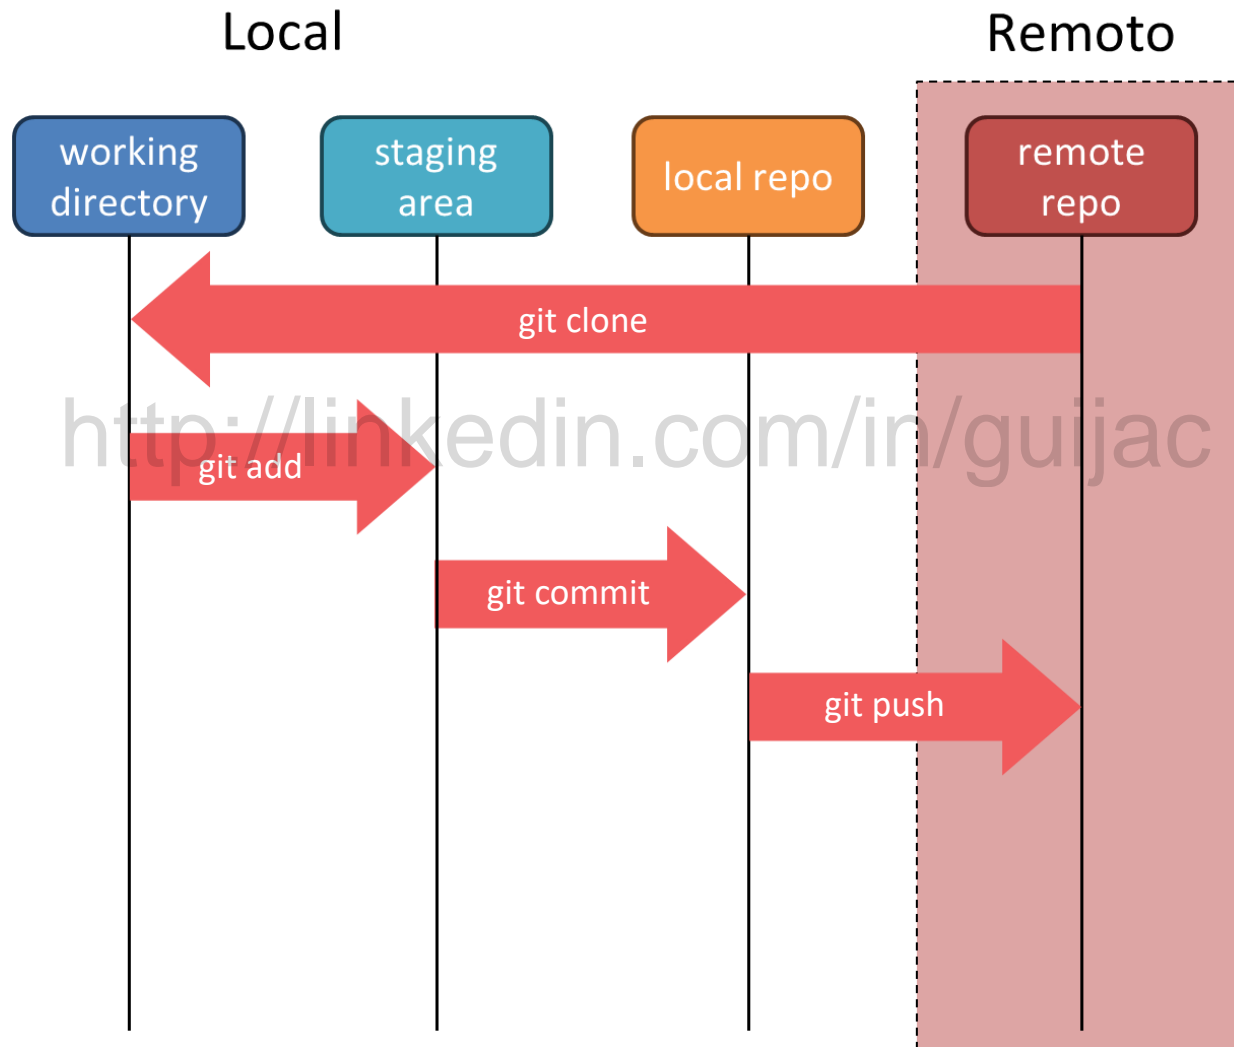 Local
Remoto
working
directory
staging
area
local repo
remote
repo
git clone
http://linkedin.com/in/guijac
git add
git commit
git push